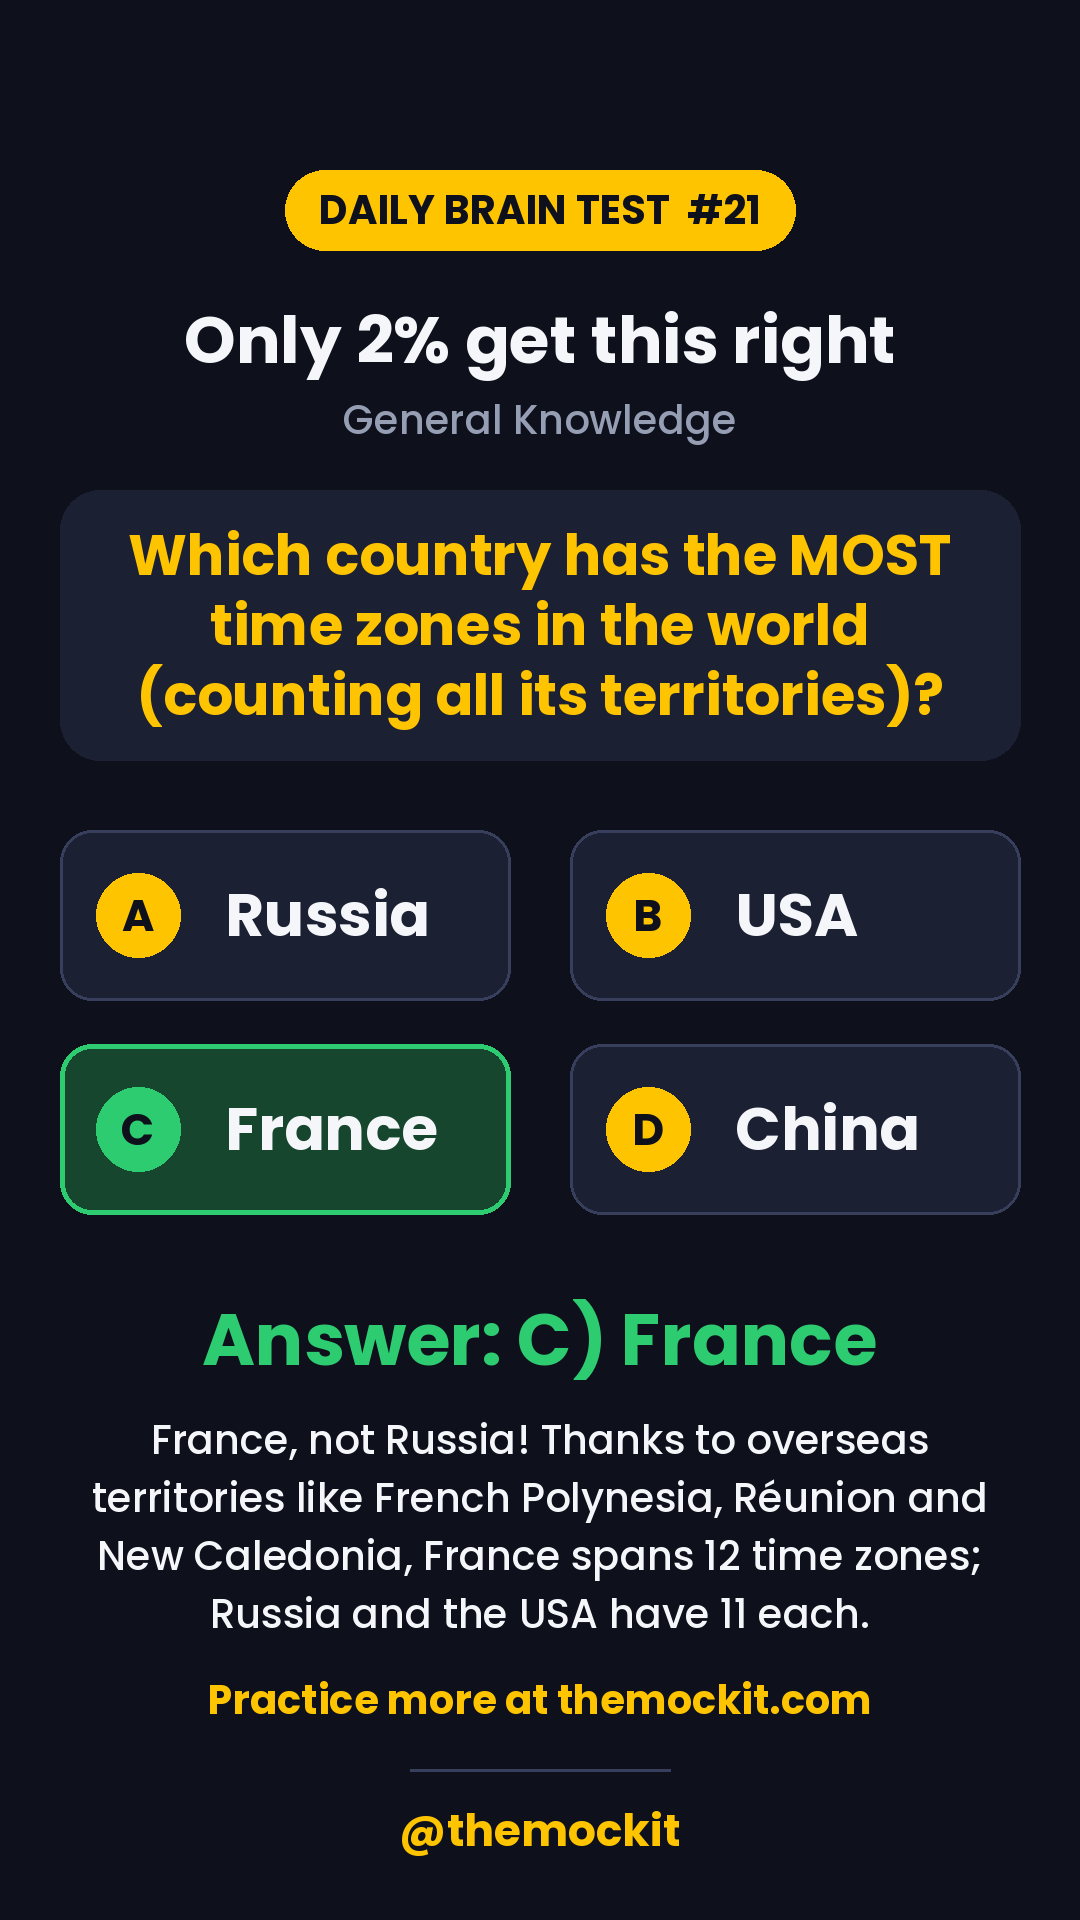 DAILY BRAIN TEST #21
Only 2% get this right
General Knowledge
Which country has the MOST
time zones in the world
(counting all its territories)?
A Russia
B USA
C France
D China
Answer: C) France
France, not Russia! Thanks to overseas
territories like French Polynesia, Réunion and
New Caledonia, France spans 12 time zones;
Russia and the USA have 11 each.
Practice more at themockit.com
@themockit